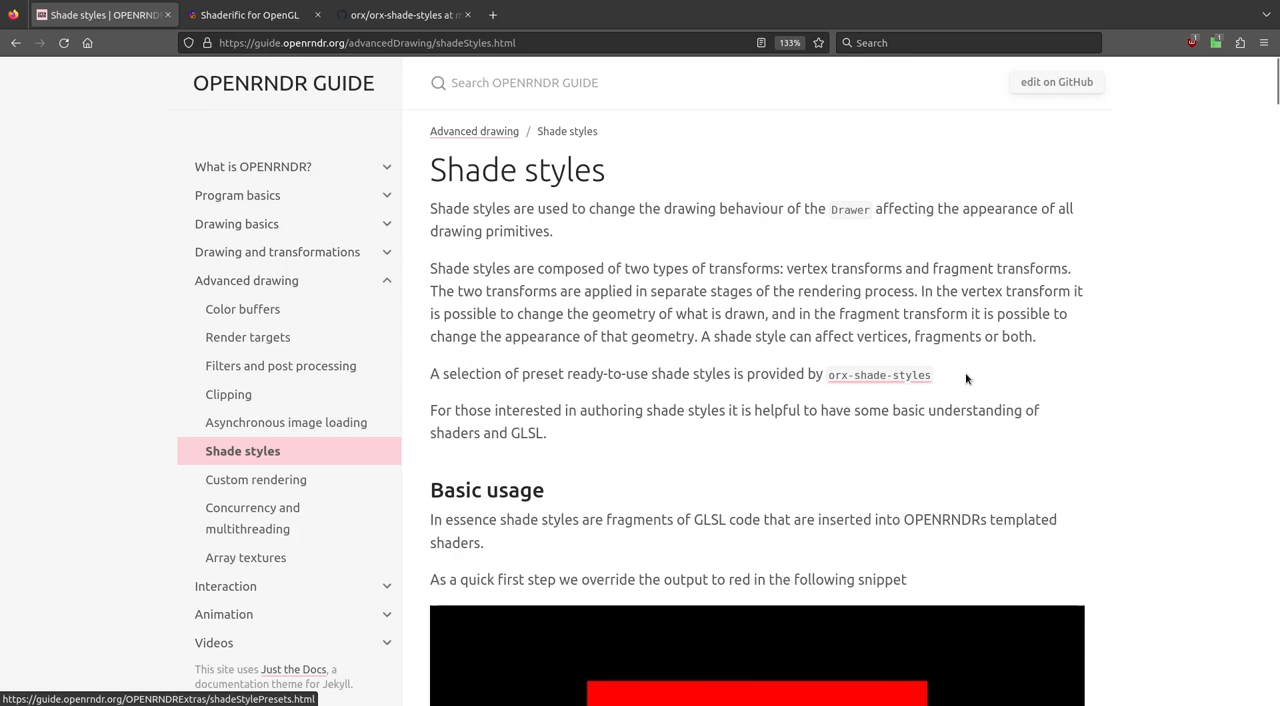 Shade styles | OPENRNDR
Shaderific for OpenGL
orx/orx-shade-styles at m
https://guide.openrndr.org/advancedDrawing/shadeStyles.html
133%
Search
1
1
OPENRNDR GUIDE
Search OPENRNDR GUIDE
edit on GitHub
What is OPENRNDR?
Program basics
Drawing basics
Drawing and transformations
Advanced drawing
Color buffers
Render targets
Filters and post processing
Clipping
Asynchronous image loading
Shade styles
Custom rendering
Concurrency and
multithreading
Array textures
Interaction
Animation
Videos
This site uses Just the Docs, a
documentation theme for Jekyll.
Advanced drawing / Shade styles
Shade styles
Shade styles are used to change the drawing behaviour of the Drawer affecting the appearance of all
drawing primitives.
Shade styles are composed of two types of transforms: vertex transforms and fragment transforms.
The two transforms are applied in separate stages of the rendering process. In the vertex transform it
is possible to change the geometry of what is drawn, and in the fragment transform it is possible to
change the appearance of that geometry. A shade style can affect vertices, fragments or both.
A selection of preset ready-to-use shade styles is provided by orx-shade-styles
For those interested in authoring shade styles it is helpful to have some basic understanding of
shaders and GLSL.
Basic usage
In essence shade styles are fragments of GLSL code that are inserted into OPENRNDRs templated
shaders.
As a quick first step we override the output to red in the following snippet
https://guide.openrndr.org/OPENRNDRExtras/shadeStylePresets.html